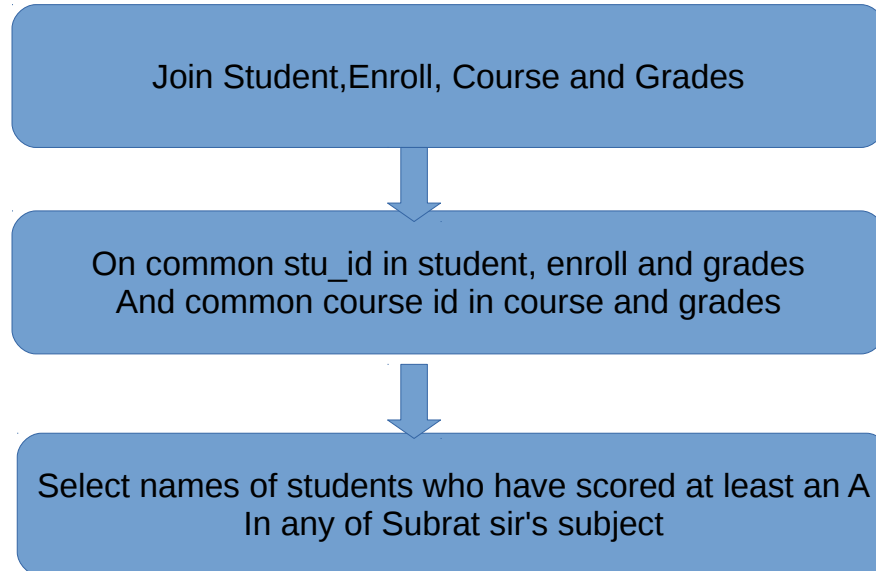 Join Student,Enroll, Course and Grades
On common stu_id in student, enroll and grades
And common course id in course and grades
Select names of students who have scored at least an A
In any of Subrat sir's subject